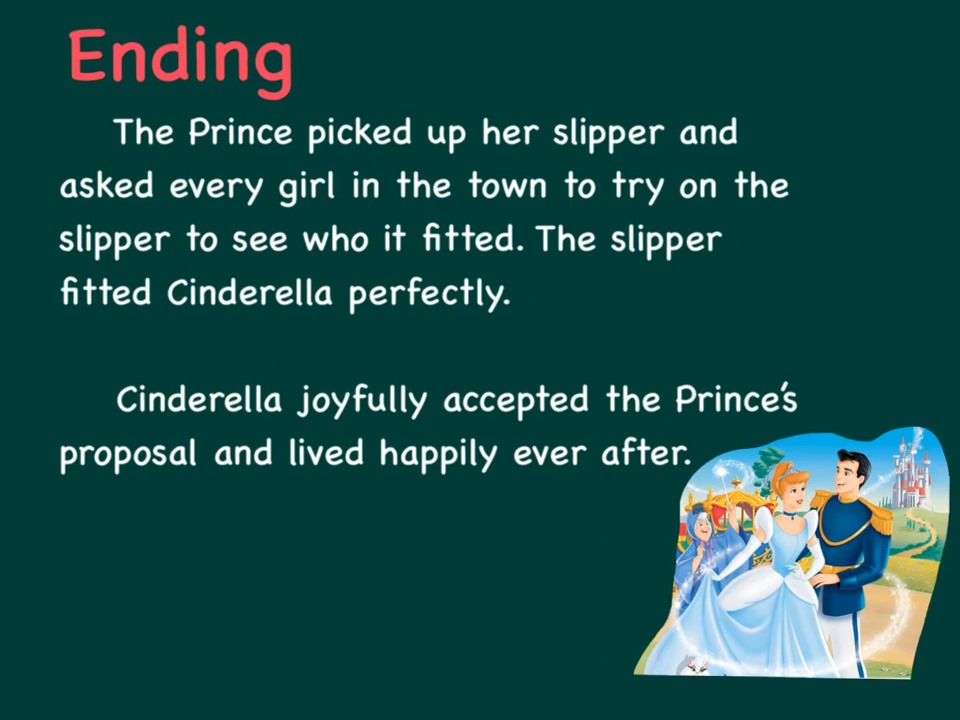 Ending
The Prince picked up her slipper and
asked every girl in the town to try on the
slipper to see who it fitted. The slipper
fitted Cinderella perfectly.
Cinderella joyfully accepted the Prince's
proposal and lived happily ever after.